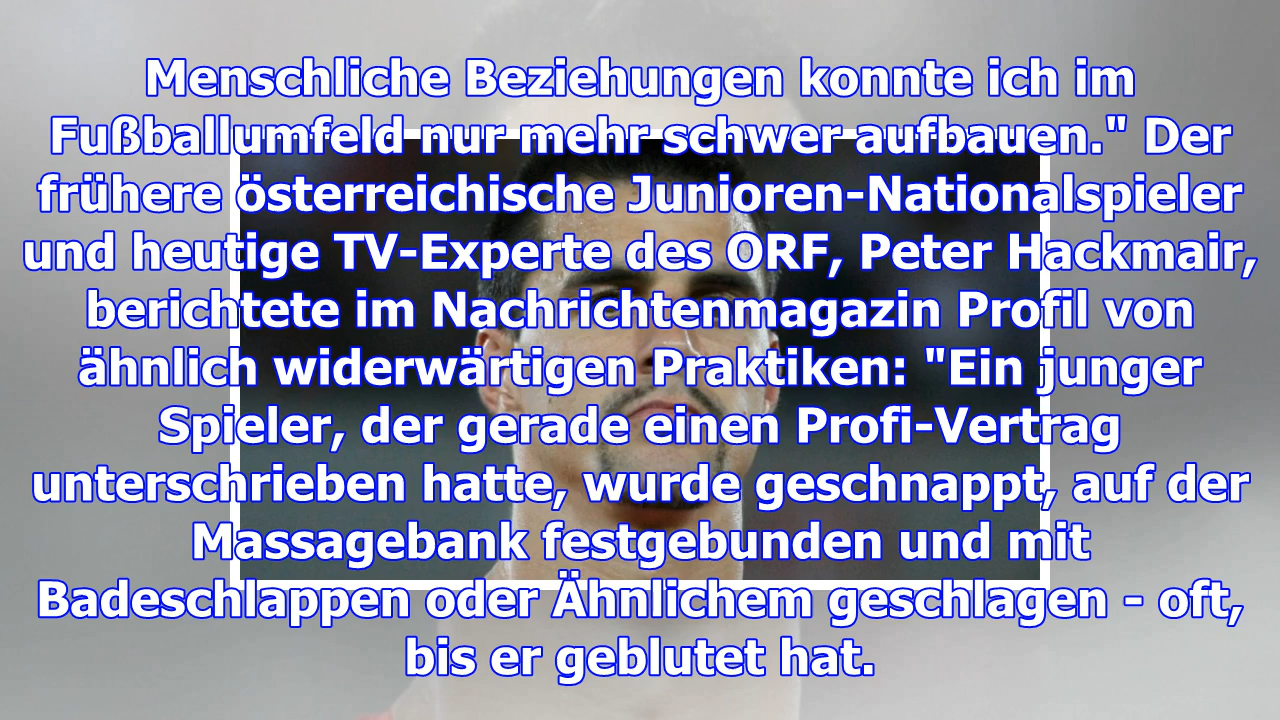 Menschliche Beziehungen konnte ich im
Fußballumfeld nur mehr schwer aufbauen." Der
frühere österreichische Junioren-Nationalspieler
und heutige TV-Experte des ORF, Peter Hackmair,
berichtete im Nachrichtenmagazin Profil von
ähnlich widerwärtigen Praktiken: "Ein junger
Spieler, der gerade einen Profi-Vertrag
unterschrieben hatte, wurde geschnappt, auf der
Massagebank festgebunden und mit
Badeschlappen oder Ähnlichem geschlagen - oft,
bis er geblutet hat.